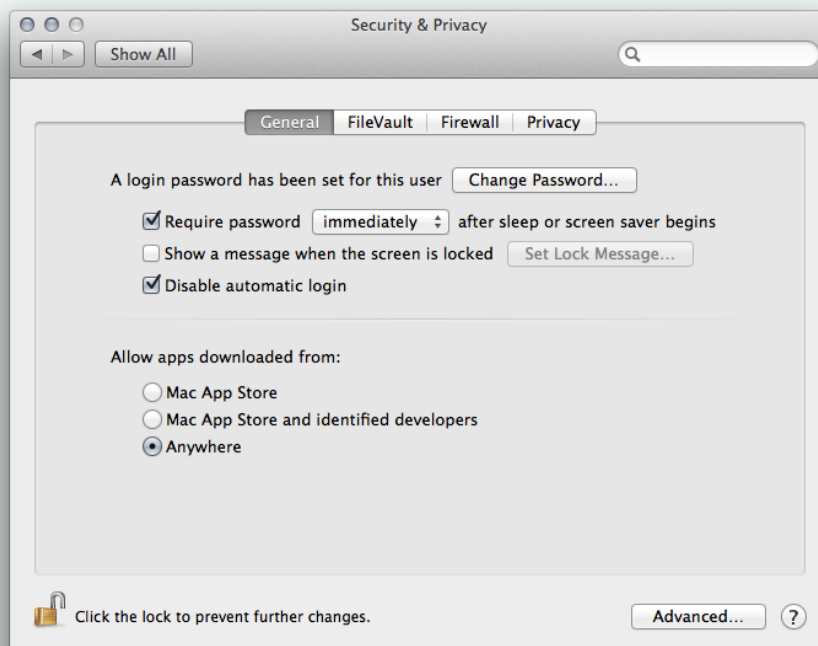 Security & Privacy
Show All
General FileVault Firewall Privacy
A login password has been set for this user Change Password...
Require password immediately after sleep or screen saver begins
Show a message when the screen is locked Set Lock Message...
Disable automatic login
Allow apps downloaded from:
Mac App Store
Mac App Store and identified developers
Anywhere
Click the lock to prevent further changes. Advanced... ?